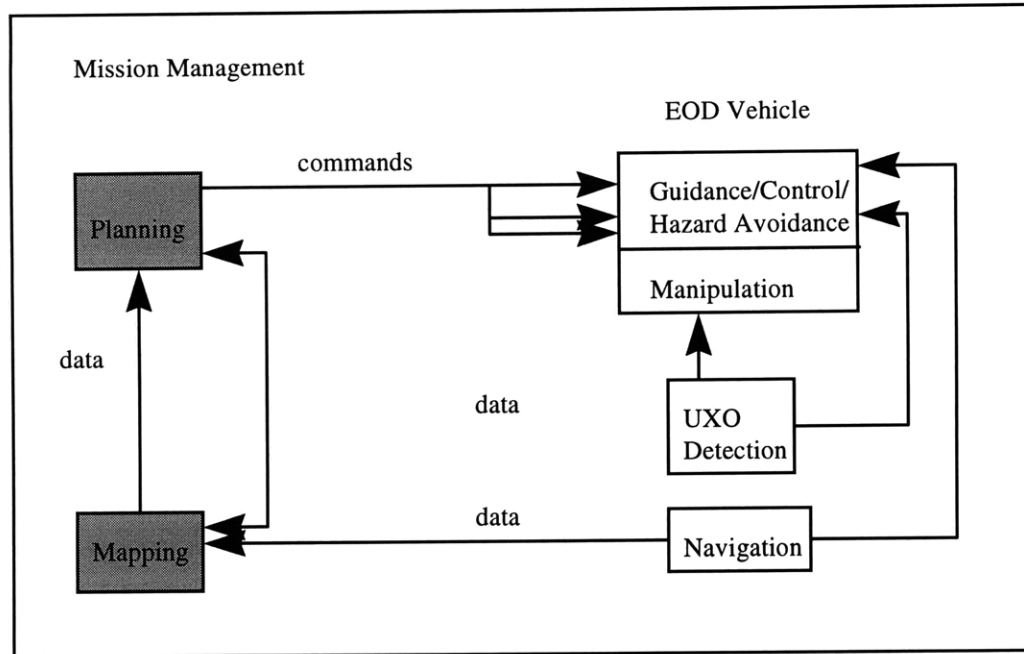 Mission Management
EOD Vehicle
commands
Guidance/Control/
Hazard Avoidance
Planning
Manipulation
data
data
UXO
Detection
data
Mapping
Navigation